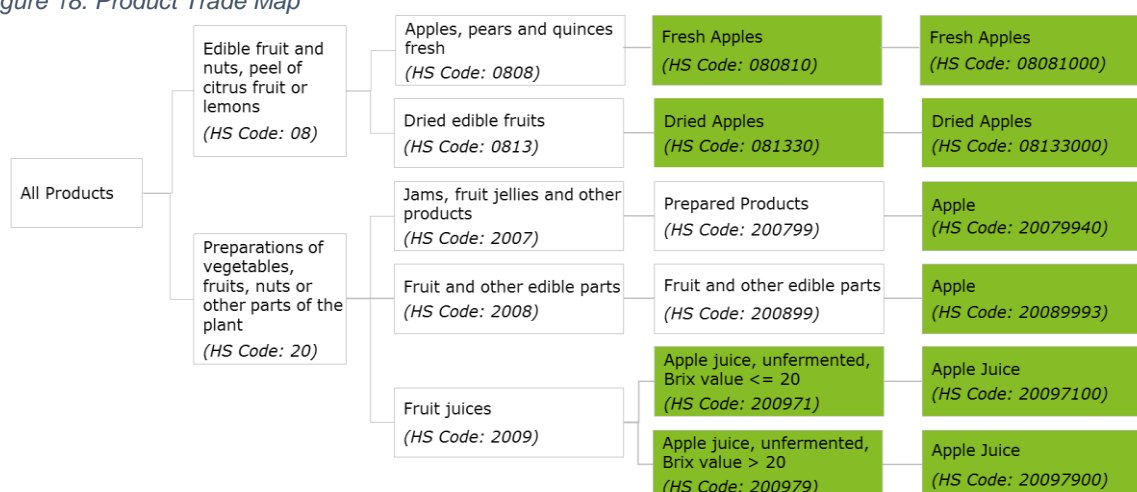 gure 18. Product Trade Map
All Products
Edible fruit and
nuts, peel of
citrus fruit or
lemons
(HS Code: 08)
Apples, pears and quinces
fresh
(HS Code: 0808)
Fresh Apples
(HS Code: 080810)
Fresh Apples
(HS Code: 08081000)
Dried edible fruits
(HS Code: 0813)
Dried Apples
(HS Code: 081330)
Dried Apples
(HS Code: 08133000)
Preparations of
vegetables,
fruits, nuts or
other parts of the
plant
(HS Code: 20)
Jams, fruit jellies and other
products
(HS Code: 2007)
Prepared Products
(HS Code: 200799)
Apple
(HS Code: 20079940)
Fruit and other edible parts
(HS Code: 2008)
Fruit and other edible parts
(HS Code: 200899)
Apple
(HS Code: 20089993)
Fruit juices
(HS Code: 2009)
Apple juice, unfermented,
Brix value <= 20
(HS Code: 200971)
Apple Juice
(HS Code: 20097100)
Apple juice, unfermented,
Brix value > 20
(HS Code: 200979)
Apple Juice
(HS Code: 20097900)